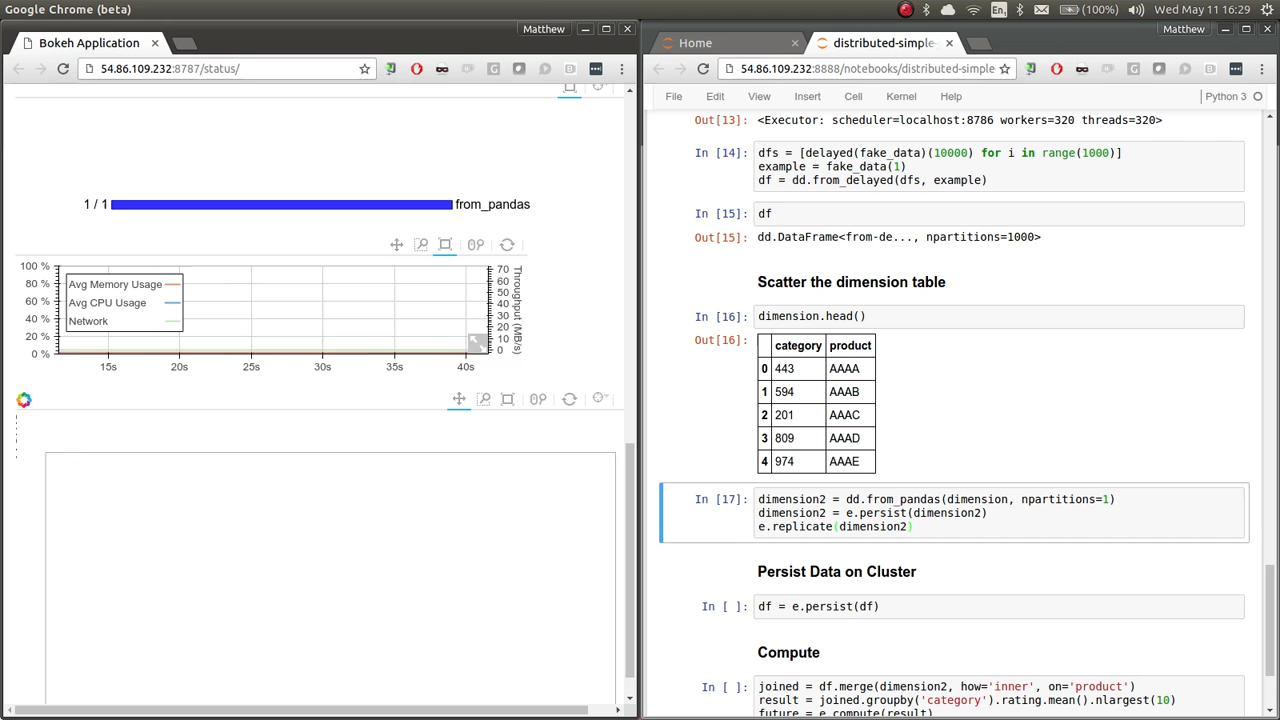 Google Chrome (beta)
En1
(100%)
Wed May 11 16:29
Bokeh Application
Matthew
54.86.109.232:8787/status/
1 / 1
from_pandas
100 %
80 %
60 %
40 %
20 %
0 %
Avg Memory Usage
Avg CPU Usage
Network
15s
20s
25s
30s
35s
40s
70
60
50
40
30
20
10
0
Throughput (MB/s)
Home
distributed-simple-
Matthew
54.86.109.232:8888/notebooks/distributed-simple
File
Edit
View
Insert
Cell
Kernel
Help
Python 3
Out[13]: <Executor: scheduler=localhost:8786 workers=320 threads=320>
In [14]: dfs = [delayed(fake_data)(10000) for i in range(1000)]
example = fake_data(1)
df = dd.from_delayed(dfs, example)
In [15]: df
Out[15]: dd.DataFrame<from-de..., npartitions=1000>
Scatter the dimension table
In [16]: dimension.head()
Out[16]:
category product
0 443 AAAA
1 594 AAAB
2 201 AAAC
3 809 AAAD
4 974 AAAE
In [17]: dimension2 = dd.from_pandas(dimension, npartitions=1)
dimension2 = e.persist(dimension2)
e.replicate(dimension2)
Persist Data on Cluster
In [ ]: df = e.persist(df)
Compute
In [ ]: joined = df.merge(dimension2, how='inner', on='product')
result = joined.groupby('category').rating.mean().nlargest(10)
future = e.compute(result)